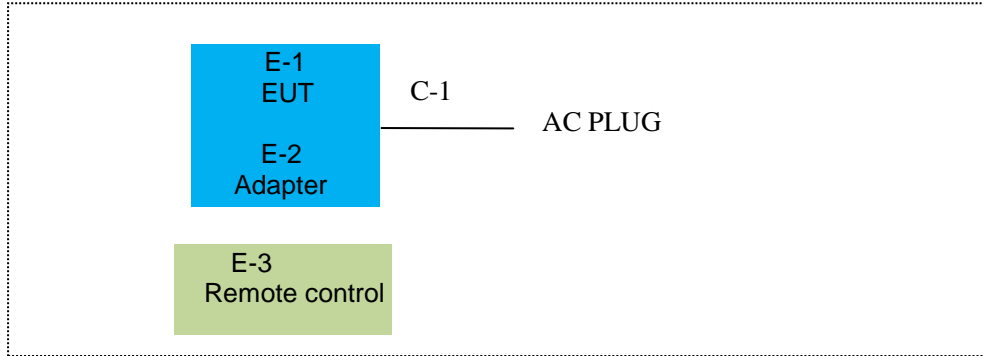 E-1
EUT
C-1
AC PLUG
E-2
Adapter
E-3
Remote control